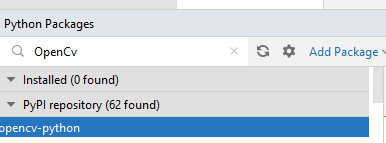 Python Packages
OpenCv
Add Package
Installed (0 found)
PyPI repository (62 found)
opencv-python